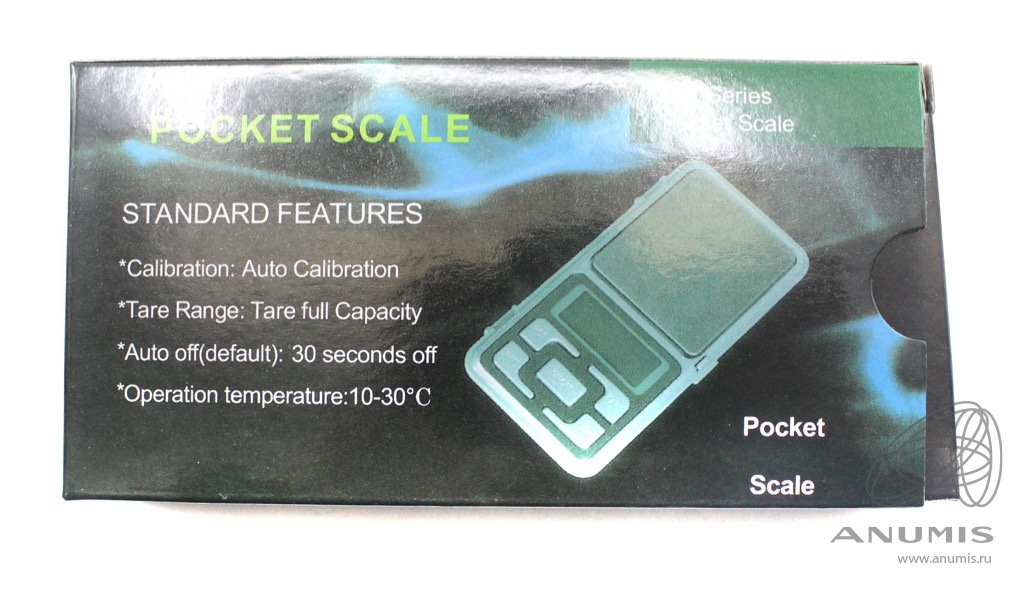 POCKET SCALE
Series
Scale
STANDARD FEATURES
*Calibration: Auto Calibration
*Tare Range: Tare full Capacity
*Auto off(default): 30 seconds off
*Operation temperature:10-30°C
Pocket
Scale
ANUMIS
www.anumis.ru